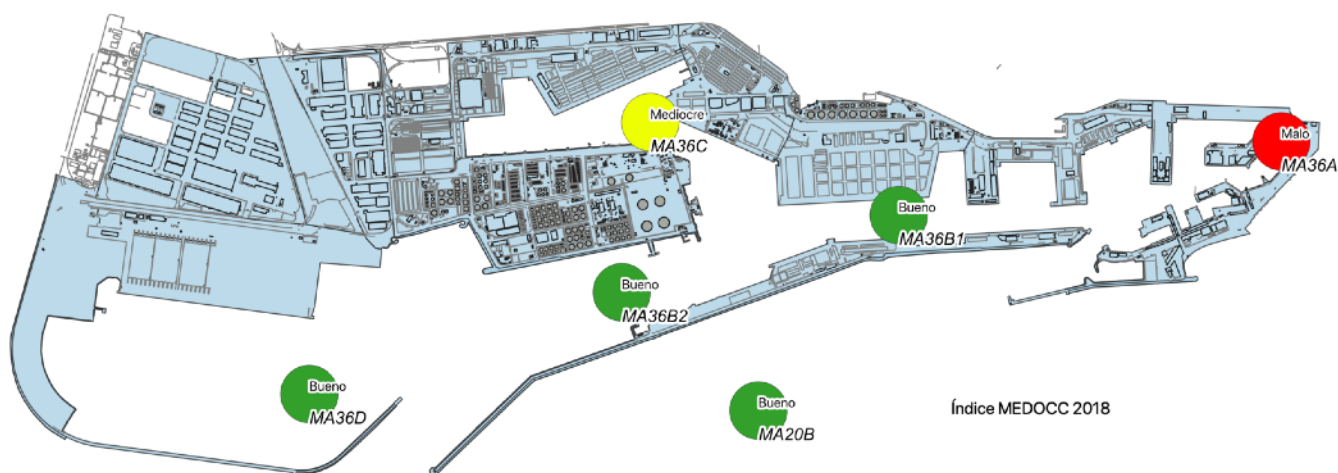 Mediocre
MA36C
Malo
MA36A
Bueno
MA36B1
Bueno
MA36B2
Bueno
MA36D
Bueno
MA20B
Índice MEDOCC 2018